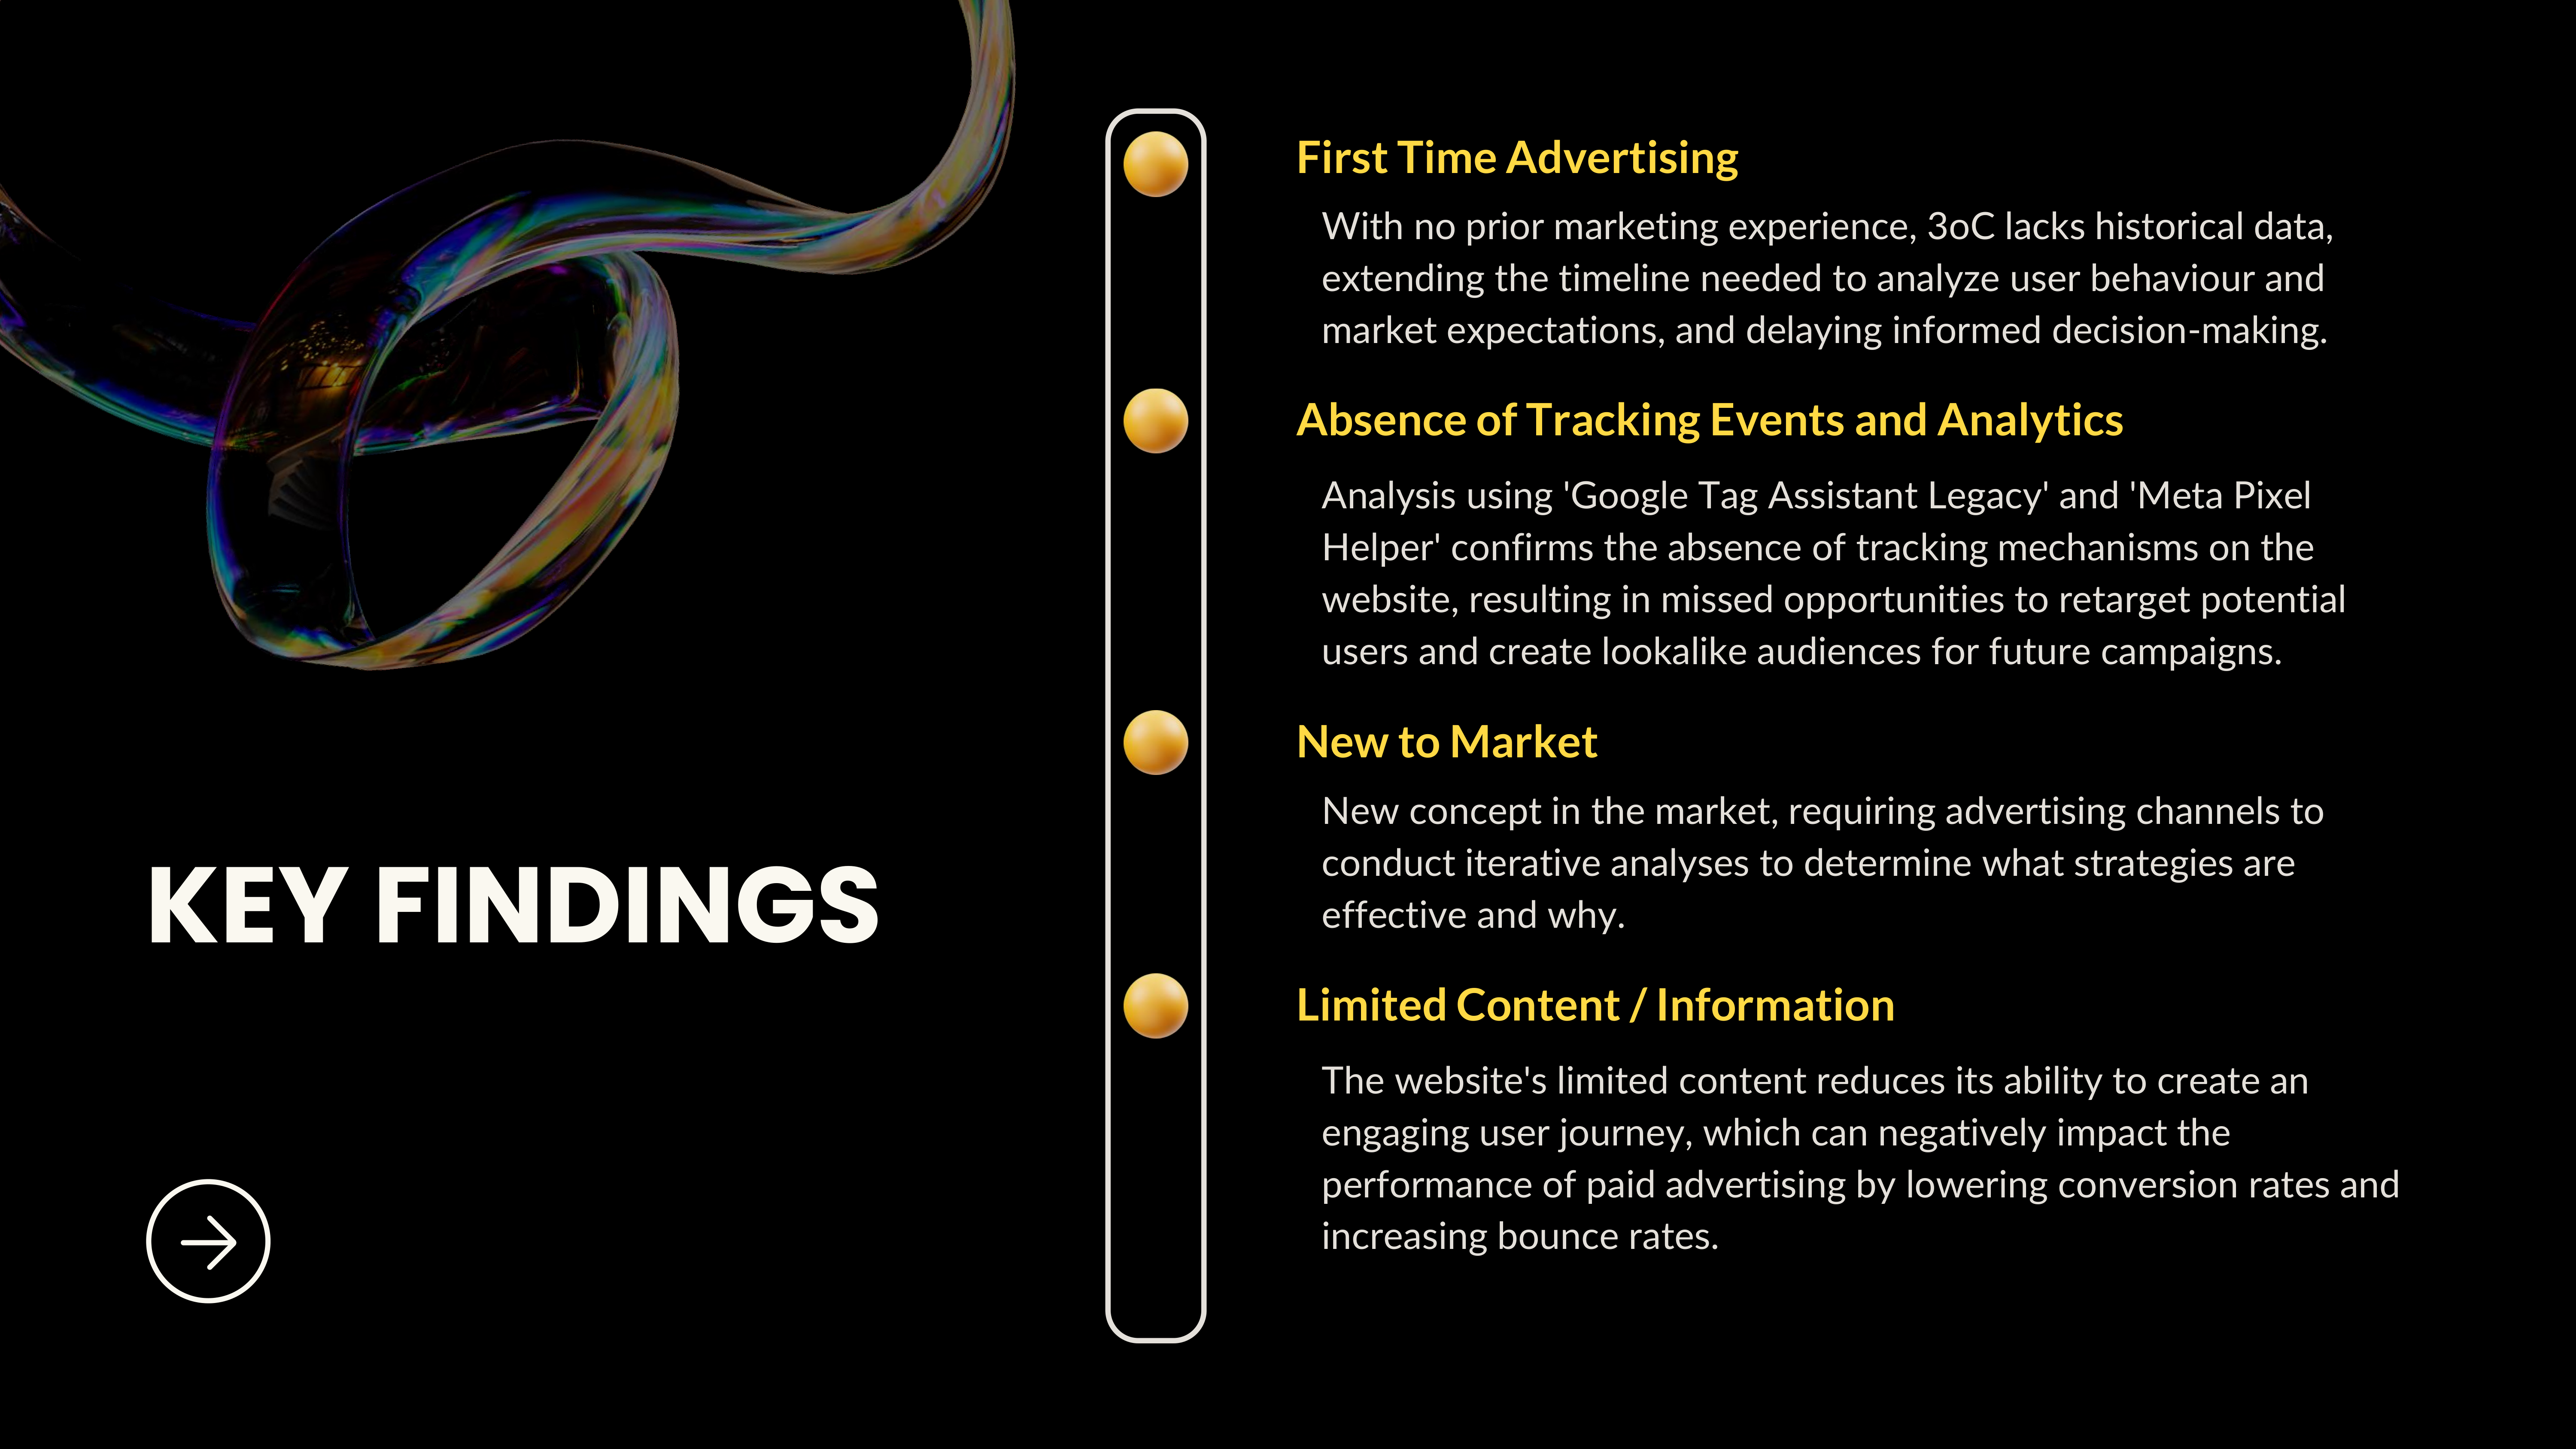 KEY FINDINGS
First Time Advertising
With no prior marketing experience, 3oC lacks historical data,
extending the timeline needed to analyze user behaviour and
market expectations, and delaying informed decision-making.
Absence of Tracking Events and Analytics
Analysis using 'Google Tag Assistant Legacy' and 'Meta Pixel
Helper' confirms the absence of tracking mechanisms on the
website, resulting in missed opportunities to retarget potential
users and create lookalike audiences for future campaigns.
New to Market
New concept in the market, requiring advertising channels to
conduct iterative analyses to determine what strategies are
effective and why.
Limited Content / Information
The website's limited content reduces its ability to create an
engaging user journey, which can negatively impact the
performance of paid advertising by lowering conversion rates and
increasing bounce rates.